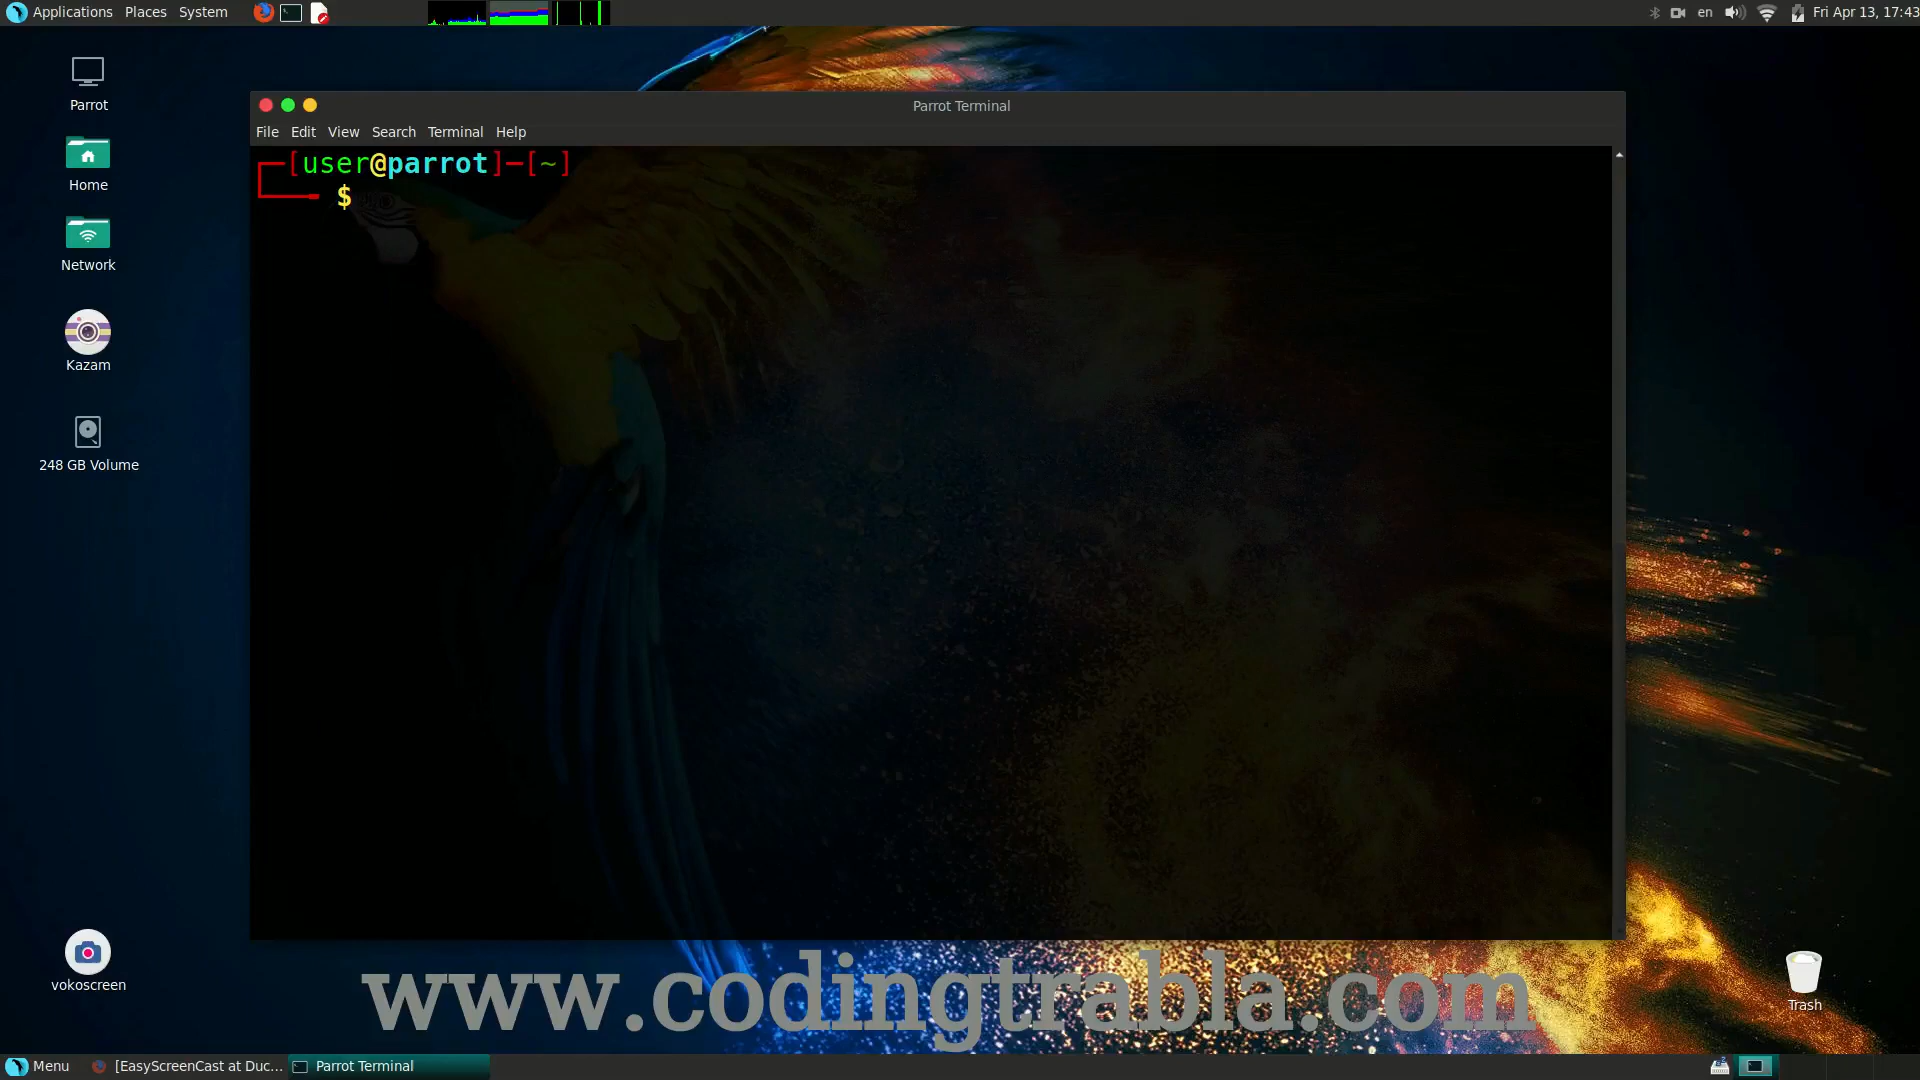 Applications Places System
en Fri Apr 13, 17:43
Parrot
Home
Network
Kazam
248 GB Volume
vokoscreen
Parrot Terminal
File Edit View Search Terminal Help
┌─[user@parrot]─[~]
└──╼ $
www.codingtrabla.com
Trash
Menu [EasyScreenCast at Duc... Parrot Terminal